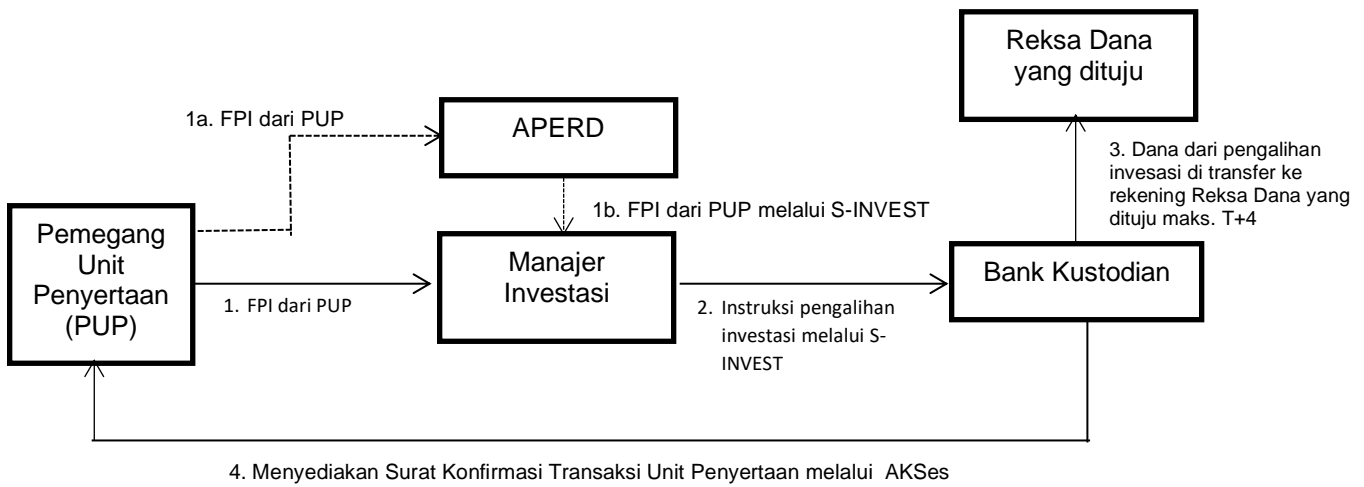 Reksa Dana
yang dituju
1a. FPI dari PUP
APERD
3. Dana dari pengalihan
invesasi di transfer ke
rekening Reksa Dana yang
dituju maks. T+4
1b. FPI dari PUP melalui S-INVEST
Pemegang
Unit
Penyertaan
(PUP)
Manajer
Investasi
Bank Kustodian
1. FPI dari PUP
2. Instruksi pengalihan
investasi melalui S-
INVEST
4. Menyediakan Surat Konfirmasi Transaksi Unit Penyertaan melalui AKSes